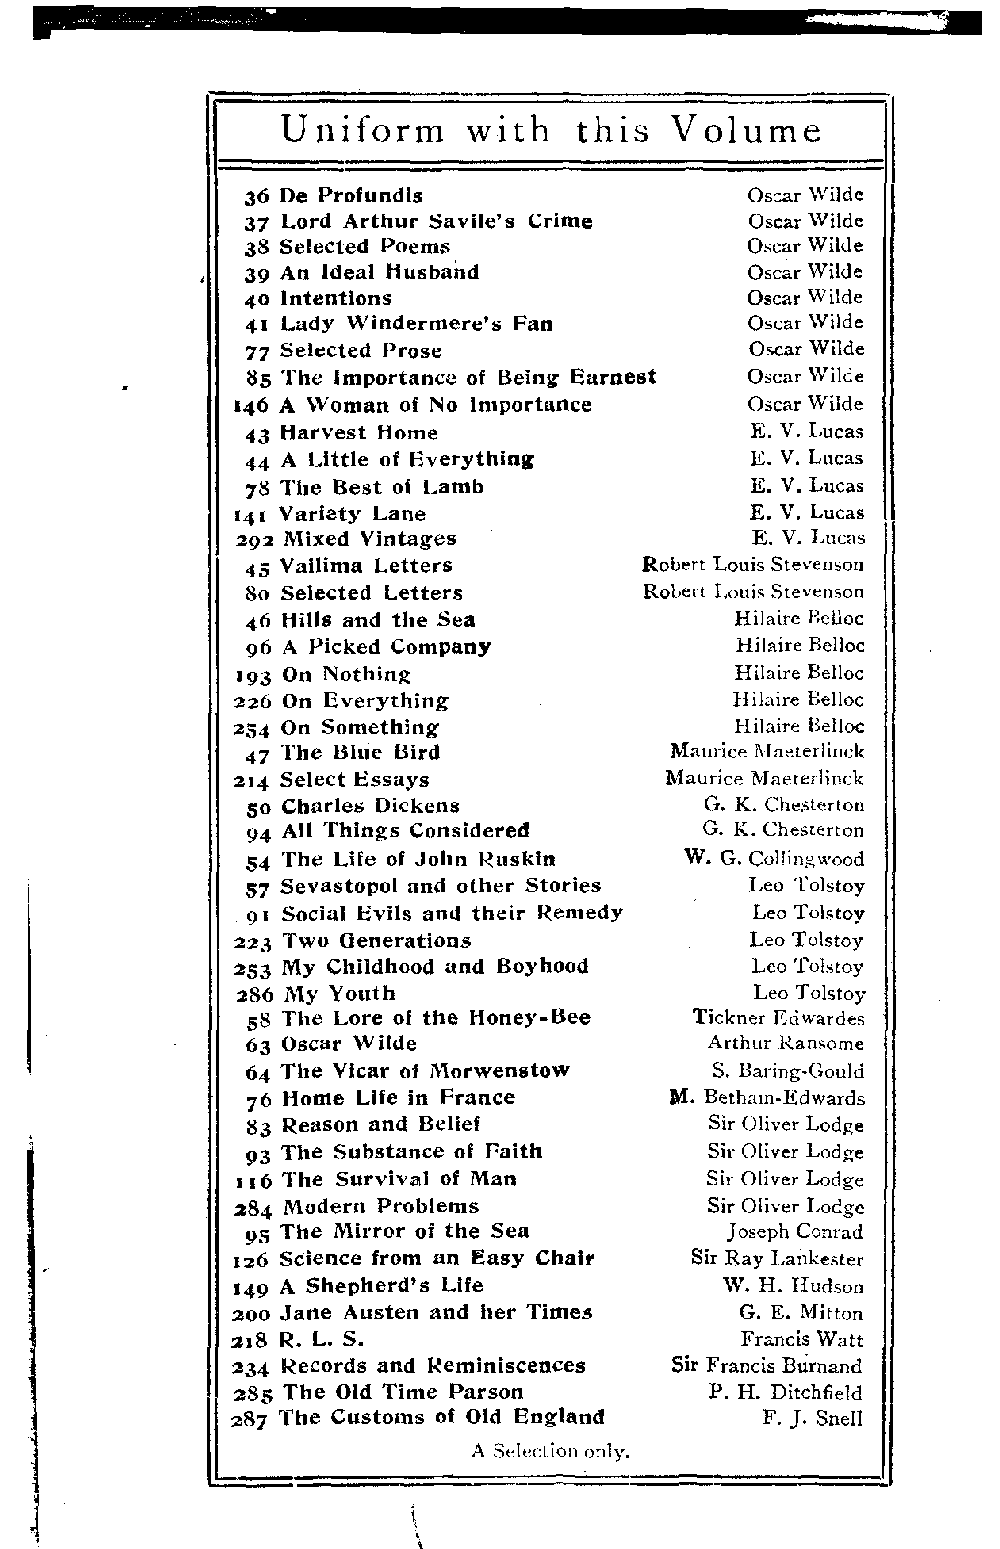 Uniform with this Volume
36 De Profundis Oscar Wilde
37 Lord Arthur Savile's Crime Oscar Wilde
38 Selected Poems Oscar Wilde
39 An Ideal Husband Oscar Wilde
40 Intentions Oscar Wilde
41 Lady Windermere's Fan Oscar Wilde
77 Selected Prose Oscar Wilde
85 The Importance of Being Earnest Oscar Wilde
146 A Woman of No Importance Oscar Wilde
43 Harvest Home E. V. Lucas
44 A Little of Everything E. V. Lucas
78 The Best of Lamb E. V. Lucas
141 Variety Lane E. V. Lucas
292 Mixed Vintages E. V. Lucas
45 Vailima Letters Robert Louis Stevenson
80 Selected Letters Robert Louis Stevenson
46 Hills and the Sea Hilaire Belloc
96 A Picked Company Hilaire Belloc
193 On Nothing Hilaire Belloc
226 On Everything Hilaire Belloc
254 On Something Hilaire Belloc
47 The Blue Bird Maurice Maeterlinck
214 Select Essays Maurice Maeterlinck
50 Charles Dickens G. K. Chesterton
94 All Things Considered G. K. Chesterton
54 The Life of John Ruskin W. G. Collingwood
57 Sevastopol and other Stories Leo Tolstoy
91 Social Evils and their Remedy Leo Tolstoy
223 Two Generations Leo Tolstoy
253 My Childhood and Boyhood Leo Tolstoy
286 My Youth Leo Tolstoy
58 The Lore of the Honey-Bee Tickner Edwardes
63 Oscar Wilde Arthur Ransome
64 The Vicar of Morwenstow S. Baring-Gould
76 Home Life in France M. Betham-Edwards
83 Reason and Belief Sir Oliver Lodge
93 The Substance of Faith Sir Oliver Lodge
116 The Survival of Man Sir Oliver Lodge
284 Modern Problems Sir Oliver Lodge
95 The Mirror of the Sea Joseph Conrad
126 Science from an Easy Chair Sir Ray Lankester
149 A Shepherd's Life W. H. Hudson
200 Jane Austen and her Times G. E. Mitton
218 R. L. S. Francis Watt
234 Records and Reminiscences Sir Francis Burnand
285 The Old Time Parson P. H. Ditchfield
287 The Customs of Old England F. J. Snell
A Selection only.